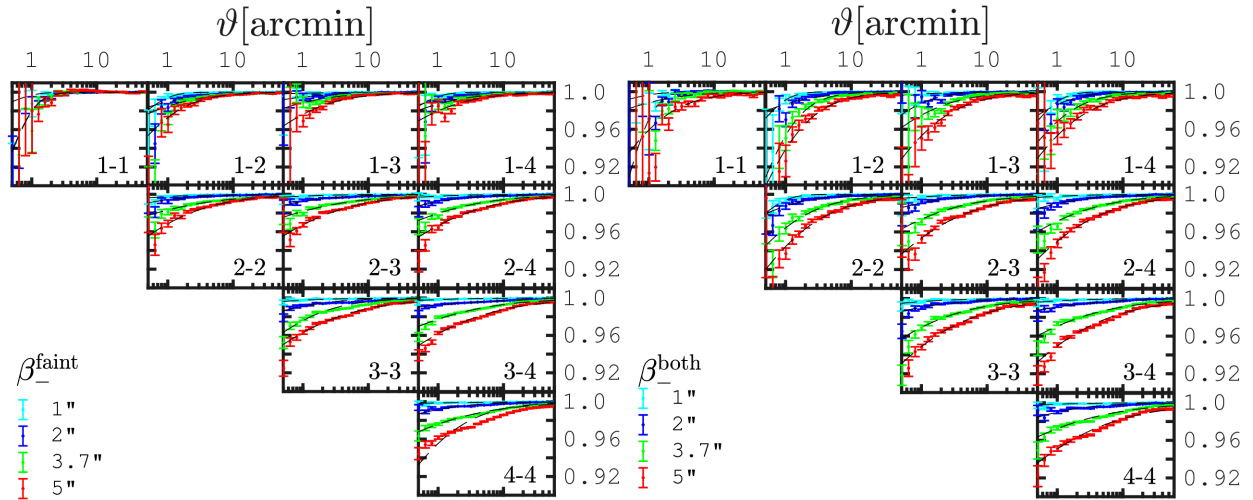 ϑ[arcmin] ϑ[arcmin]
1 10 1 10 1 10 1 10 1 10 1 10 1 10 1 10
1-1 1-2 1-3 1-4 1.0 0.96 0.92 1-1 1-2 1-3 1-4 1.0 0.96 0.92
2-2 2-3 2-4 1.0 0.96 0.92 2-2 2-3 2-4 1.0 0.96 0.92
3-3 3-4 1.0 0.96 0.92 3-3 3-4 1.0 0.96 0.92
4-4 1.0 0.96 0.92 4-4 1.0 0.96 0.92
β_^faint
1"
2"
3.7"
5"
β_^both
1"
2"
3.7"
5"